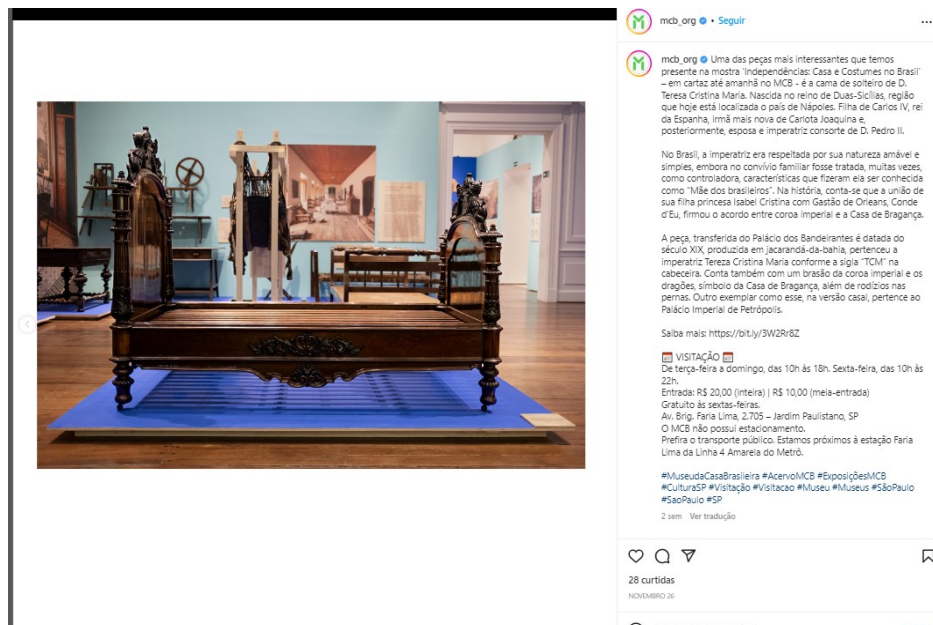 mcb_org • Seguir
mcb_org Uma das peças mais interessantes que temos
presente na mostra 'Independências: Casa e Costumes no Brasil'
– em cartaz até amanhã no MCB - é a cama de solteiro de D.
Teresa Cristina Maria. Nascida no reino de Duas-Sicílias, região
que hoje está localizada o país de Nápoles. Filha de Carlos IV, rei
da Espanha, irmã mais nova de Carlota Joaquina e,
posteriormente, esposa e imperatriz consorte de D. Pedro II.
No Brasil, a imperatriz era respeitada por sua natureza amável e
simples, embora no convívio familiar fosse tratada, muitas vezes,
como controladora, características que fizeram ela ser conhecida
como "Mãe dos brasileiros". Na história, conta-se que a união de
sua filha princesa Isabel Cristina com Gastão de Orleans, Conde
d'Eu, firmou o acordo entre coroa imperial e a Casa de Bragança.
A peça, transferida do Palácio dos Bandeirantes é datada do
século XIX, produzida em jacarandá-da-bahia, pertenceu a
imperatriz Tereza Cristina Maria conforme a sigla "TCM" na
cabeceira. Conta também com um brasão da coroa imperial e os
dragões, símbolo da Casa de Bragança, além de rodízios nas
pernas. Outro exemplar como esse, na versão casal, pertence ao
Palácio Imperial de Petrópolis.
Saiba mais: https://bit.ly/3W2Rr8Z
VISITAÇÃO
De terça-feira a domingo, das 10h às 18h. Sexta-feira, das 10h às
22h.
Entrada: R$ 20,00 (inteira) | R$ 10,00 (meia-entrada)
Gratuito às sextas-feiras.
Av. Brig. Faria Lima, 2.705 – Jardim Paulistano, SP
O MCB não possui estacionamento.
Prefira o transporte público. Estamos próximos à estação Faria
Lima da Linha 4 Amarela do Metrô.
#MuseudaCasaBrasileira #AcervoMCB #ExposiçõesMCB
#CulturaSP #Visitação #Visitacao #Museu #Museus #SãoPaulo
#SaoPaulo #SP
2 sem Ver tradução
28 curtidas
NOVEMBRO 26